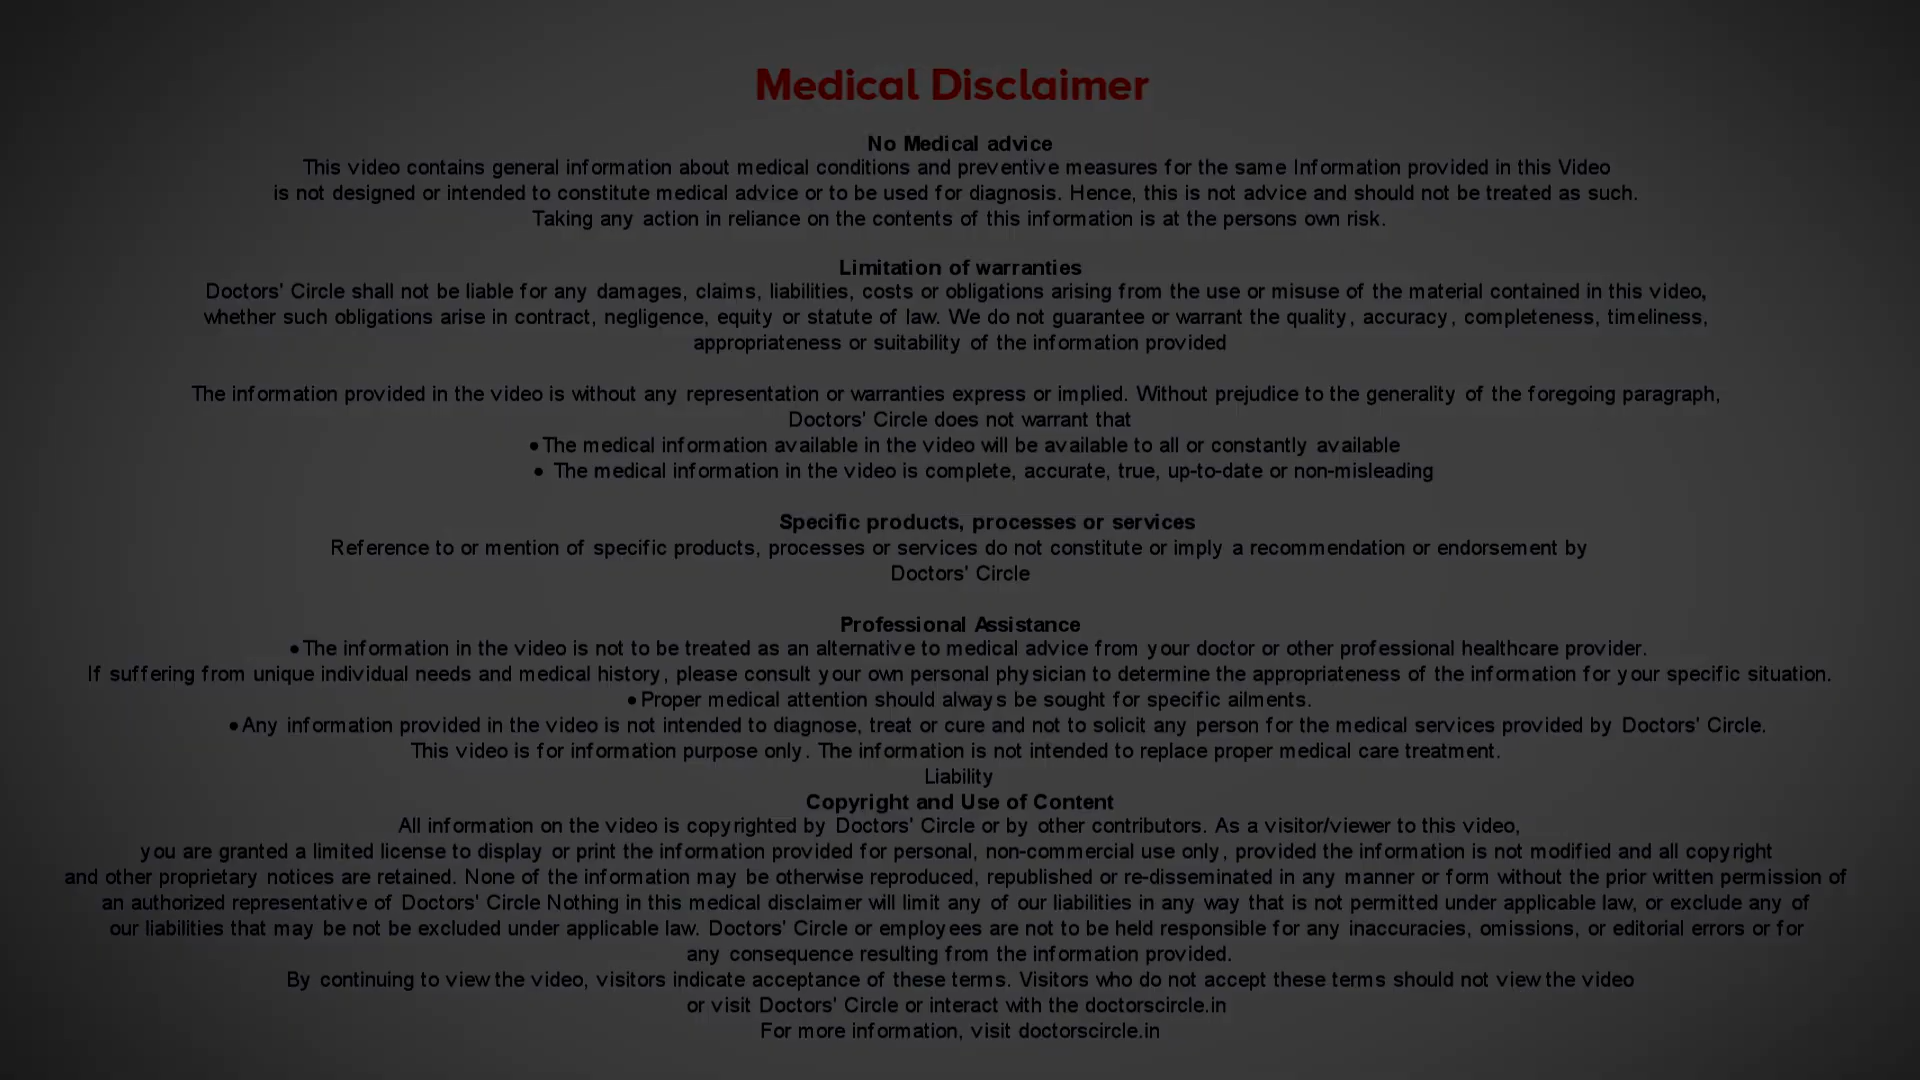 Medical Disclaimer
No Medical advice
This video contains general information about medical conditions and preventive measures for the same Information provided in this Video
is not designed or intended to constitute medical advice or to be used for diagnosis. Hence, this is not advice and should not be treated as such.
Taking any action in reliance on the contents of this information is at the persons own risk.
Limitation of warranties
Doctors' Circle shall not be liable for any damages, claims, liabilities, costs or obligations arising from the use or misuse of the material contained in this video,
whether such obligations arise in contract, negligence, equity or statute of law. We do not guarantee or warrant the quality, accuracy, completeness, timeliness,
appropriateness or suitability of the information provided
The information provided in the video is without any representation or warranties express or implied. Without prejudice to the generality of the foregoing paragraph,
Doctors' Circle does not warrant that
•The medical information available in the video will be available to all or constantly available
• The medical information in the video is complete, accurate, true, up-to-date or non-misleading
Specific products, processes or services
Reference to or mention of specific products, processes or services do not constitute or imply a recommendation or endorsement by
Doctors' Circle
Professional Assistance
•The information in the video is not to be treated as an alternative to medical advice from your doctor or other professional healthcare provider.
If suffering from unique individual needs and medical history, please consult your own personal physician to determine the appropriateness of the information for your specific situation.
•Proper medical attention should always be sought for specific ailments.
•Any information provided in the video is not intended to diagnose, treat or cure and not to solicit any person for the medical services provided by Doctors' Circle.
This video is for information purpose only. The information is not intended to replace proper medical care treatment.
Liability
Copyright and Use of Content
All information on the video is copyrighted by Doctors' Circle or by other contributors. As a visitor/viewer to this video,
you are granted a limited license to display or print the information provided for personal, non-commercial use only, provided the information is not modified and all copyright
and other proprietary notices are retained. None of the information may be otherwise reproduced, republished or re-disseminated in any manner or form without the prior written permission of
an authorized representative of Doctors' Circle Nothing in this medical disclaimer will limit any of our liabilities in any way that is not permitted under applicable law, or exclude any of
our liabilities that may be not be excluded under applicable law. Doctors' Circle or employees are not to be held responsible for any inaccuracies, omissions, or editorial errors or for
any consequence resulting from the information provided.
By continuing to view the video, visitors indicate acceptance of these terms. Visitors who do not accept these terms should not view the video
or visit Doctors' Circle or interact with the doctorscircle.in
For more information, visit doctorscircle.in